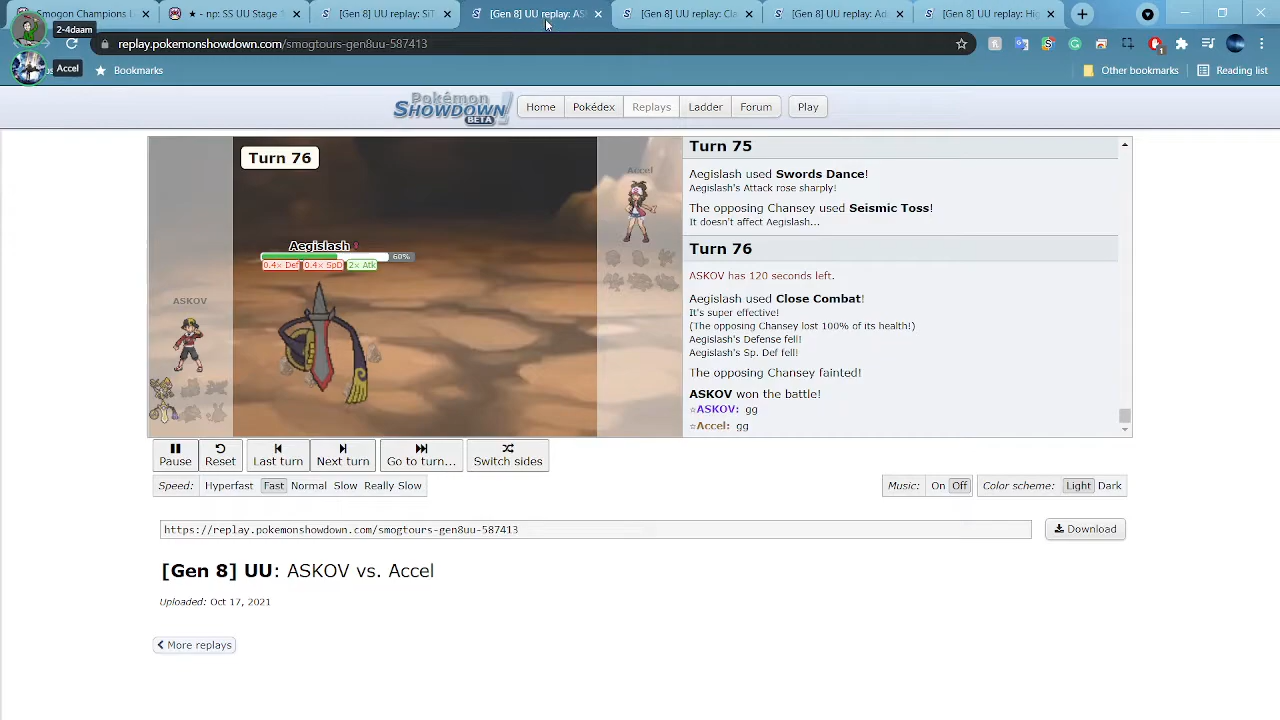 Smogon Champions L
★ - np: SS UU Stage
[Gen 8] UU replay: SiT
[Gen 8] UU replay: AS
[Gen 8] UU replay
[Gen 8] UU replay: Ad
[Gen 8] UU replay: Hig
2-4daam
replay.pokemonshowdown.com/smogtours-gen8uu-587413
Accel
Bookmarks
Other bookmarks
Reading list
Pokémon
SHOWDOWN!
BETA
Home
Pokédex
Replays
Ladder
Forum
Play
Turn 76
Aegislash
60%
0.4× Def
0.4× SpD
2× Atk
ASKOV
Accel
Turn 75
Aegislash used Swords Dance!
Aegislash's Attack rose sharply!
The opposing Chansey used Seismic Toss!
It doesn't affect Aegislash...
Turn 76
ASKOV has 120 seconds left.
Aegislash used Close Combat!
It's super effective!
(The opposing Chansey lost 100% of its health!)
Aegislash's Defense fell!
Aegislash's Sp. Def fell!
The opposing Chansey fainted!
ASKOV won the battle!
☆ASKOV: gg
☆Accel: gg
Pause
Reset
Last turn
Next turn
Go to turn...
Switch sides
Speed: Hyperfast Fast Normal Slow Really Slow
Music: On Off
Color scheme: Light Dark
https://replay.pokemonshowdown.com/smogtours-gen8uu-587413
Download
[Gen 8] UU: ASKOV vs. Accel
Uploaded: Oct 17, 2021
More replays